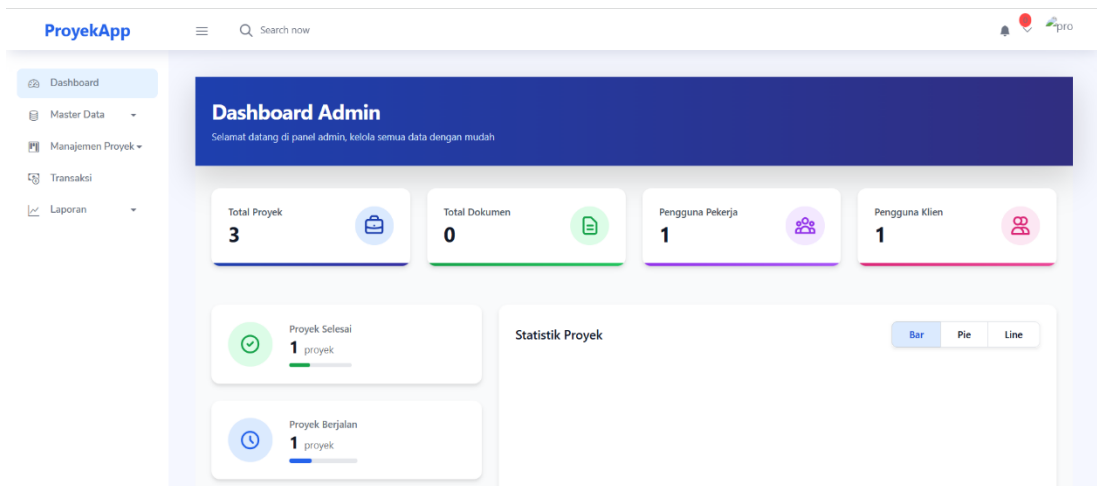 ProyekApp
Search now
pro
Dashboard
Master Data
Manajemen Proyek
Transaksi
Laporan
Dashboard Admin
Selamat datang di panel admin, kelola semua data dengan mudah
Total Proyek
3
Total Dokumen
0
Pengguna Pekerja
1
Pengguna Klien
1
Proyek Selesai
1 proyek
Proyek Berjalan
1 proyek
Statistik Proyek
Bar Pie Line